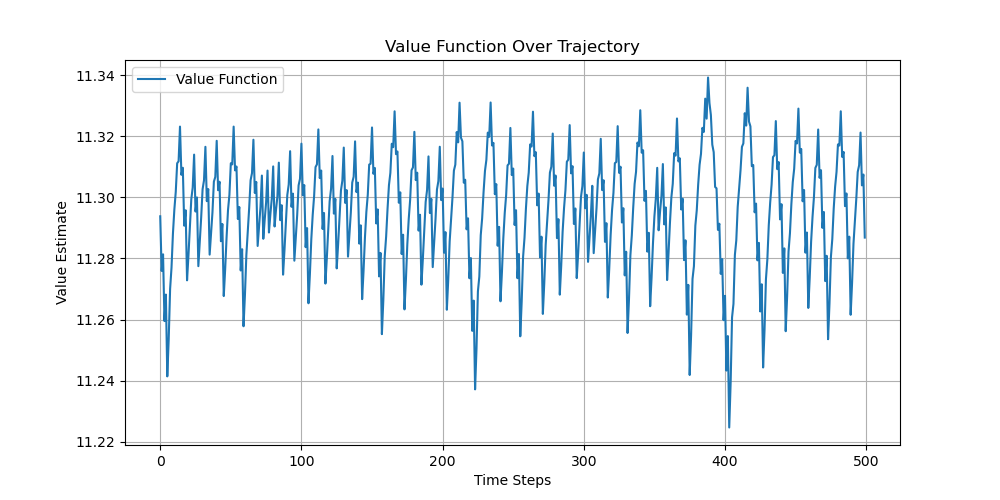 Value Function Over Trajectory
Value Function
Value Estimate
11.34
11.32
11.30
11.28
11.26
11.24
11.22
0 100 200 300 400 500
Time Steps